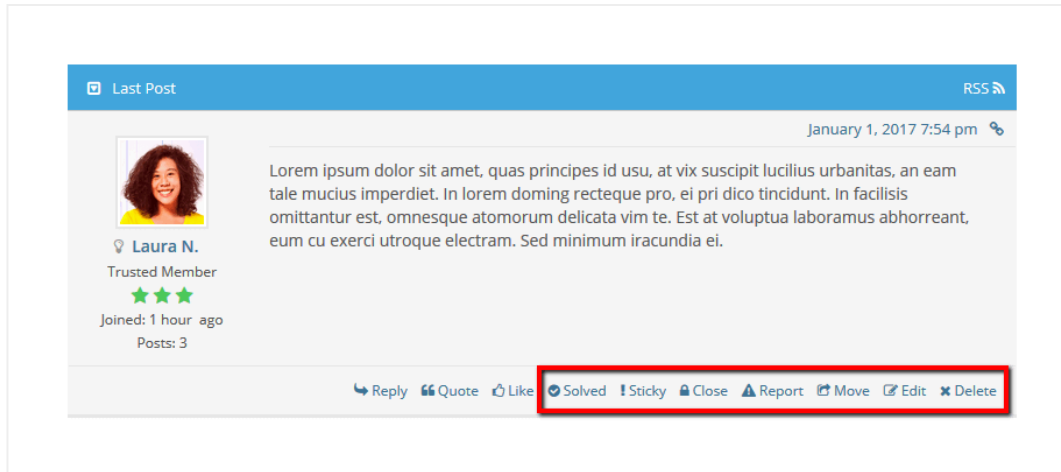 Last Post RSS
January 1, 2017 7:54 pm
Lorem ipsum dolor sit amet, quas principes id usu, at vix suscipit lucilius urbanitas, an eam
tale mucius imperdiet. In lorem doming recteque pro, ei pri dico tincidunt. In facilisis
omittantur est, omnesque atomorum delicata vim te. Est at voluptua laboramus abhorreant,
eum cu exerci utroque electram. Sed minimum iracundia ei.
Laura N.
Trusted Member
Joined: 1 hour ago
Posts: 3
Reply Quote Like Solved Sticky Close Report Move Edit Delete